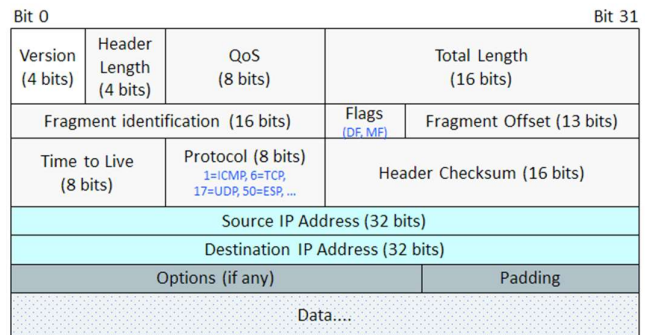 Bit 0 Bit 31
Version (4 bits)
Header Length (4 bits)
QoS (8 bits)
Total Length (16 bits)
Fragment identification (16 bits)
Flags (DF, MF)
Fragment Offset (13 bits)
Time to Live (8 bits)
Protocol (8 bits)
1=ICMP, 6=TCP,
17=UDP, 50=ESP, ...
Header Checksum (16 bits)
Source IP Address (32 bits)
Destination IP Address (32 bits)
Options (if any)
Padding
Data....